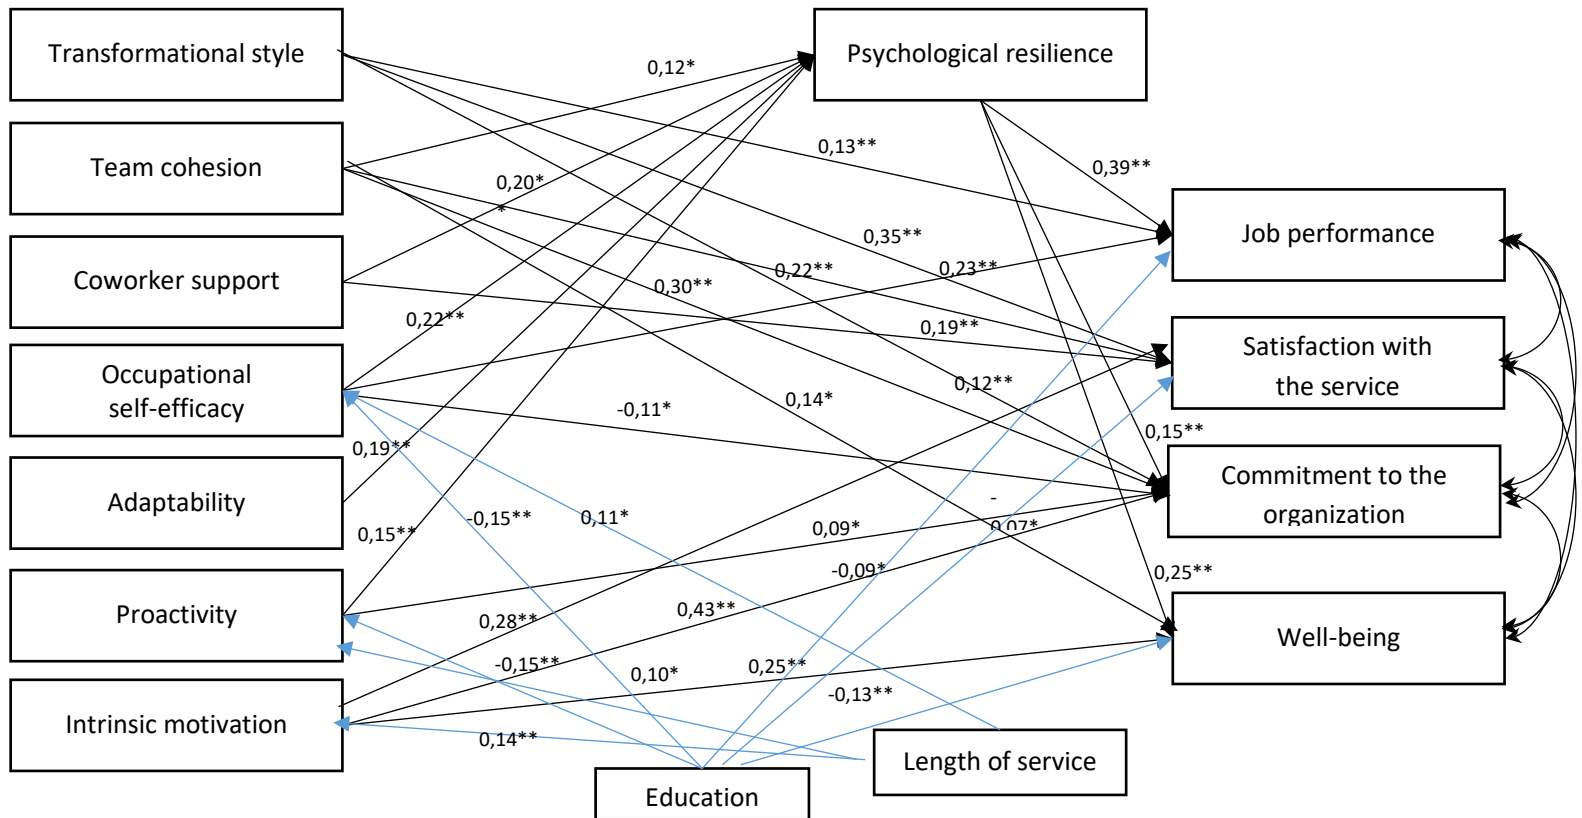 Transformational style
Psychological resilience
0,12*
Team cohesion
0,13**
0,39**
0,20*
*
Job performance
0,35**
Coworker support
0,22**
0,23**
0,30**
0,22**
0,19**
Satisfaction with
the service
Occupational
self-efficacy
0,12**
0,14*
-0,11*
0,15**
0,19**
Commitment to the
organization
Adaptability
-
0,07*
-0,15**
0,11*
0,15**
0,09*
-0,09*
0,25**
Proactivity
0,28**
0,43**
Well-being
-0,15**
0,10*
0,25**
-0,13**
Intrinsic motivation
0,14**
Length of service
Education